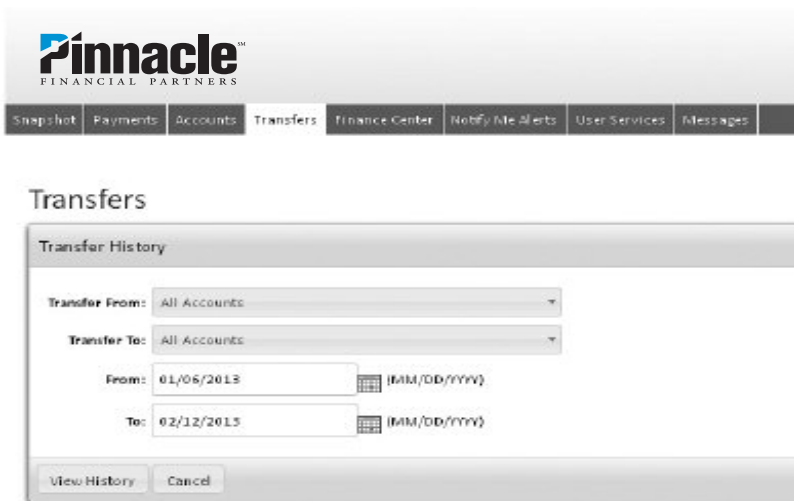 Pinnacle℠
FINANCIAL PARTNERS
Snapshot Payments Accounts Transfers Finance Center Notify Me Alerts User Services Messages
Transfers
Transfer History
Transfer From: All Accounts
Transfer To: All Accounts
From: 01/06/2013 (MM/DD/YYYY)
To: 02/12/2013 (MM/DD/YYYY)
View History Cancel